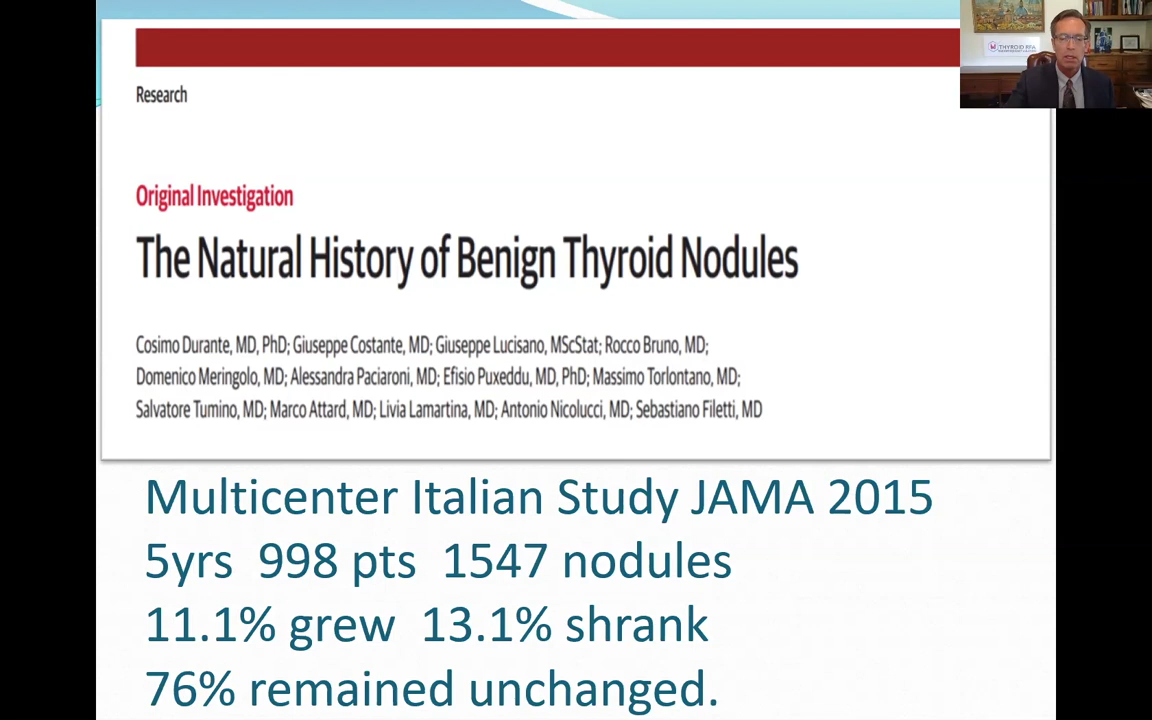 THYROID RFA
Research
Original Investigation
The Natural History of Benign Thyroid Nodules
Cosimo Durante, MD, PhD; Giuseppe Costante, MD; Giuseppe Lucisano, MScStat; Rocco Bruno, MD;
Domenico Meringolo, MD; Alessandra Paciaroni, MD; Efisio Puxeddu, MD, PhD; Massimo Torlontano, MD;
Salvatore Tumino, MD; Marco Attard, MD; Livia Lamartina, MD; Antonio Nicolucci, MD; Sebastiano Filetti, MD
Multicenter Italian Study JAMA 2015
5yrs 998 pts 1547 nodules
11.1% grew 13.1% shrank
76% remained unchanged.